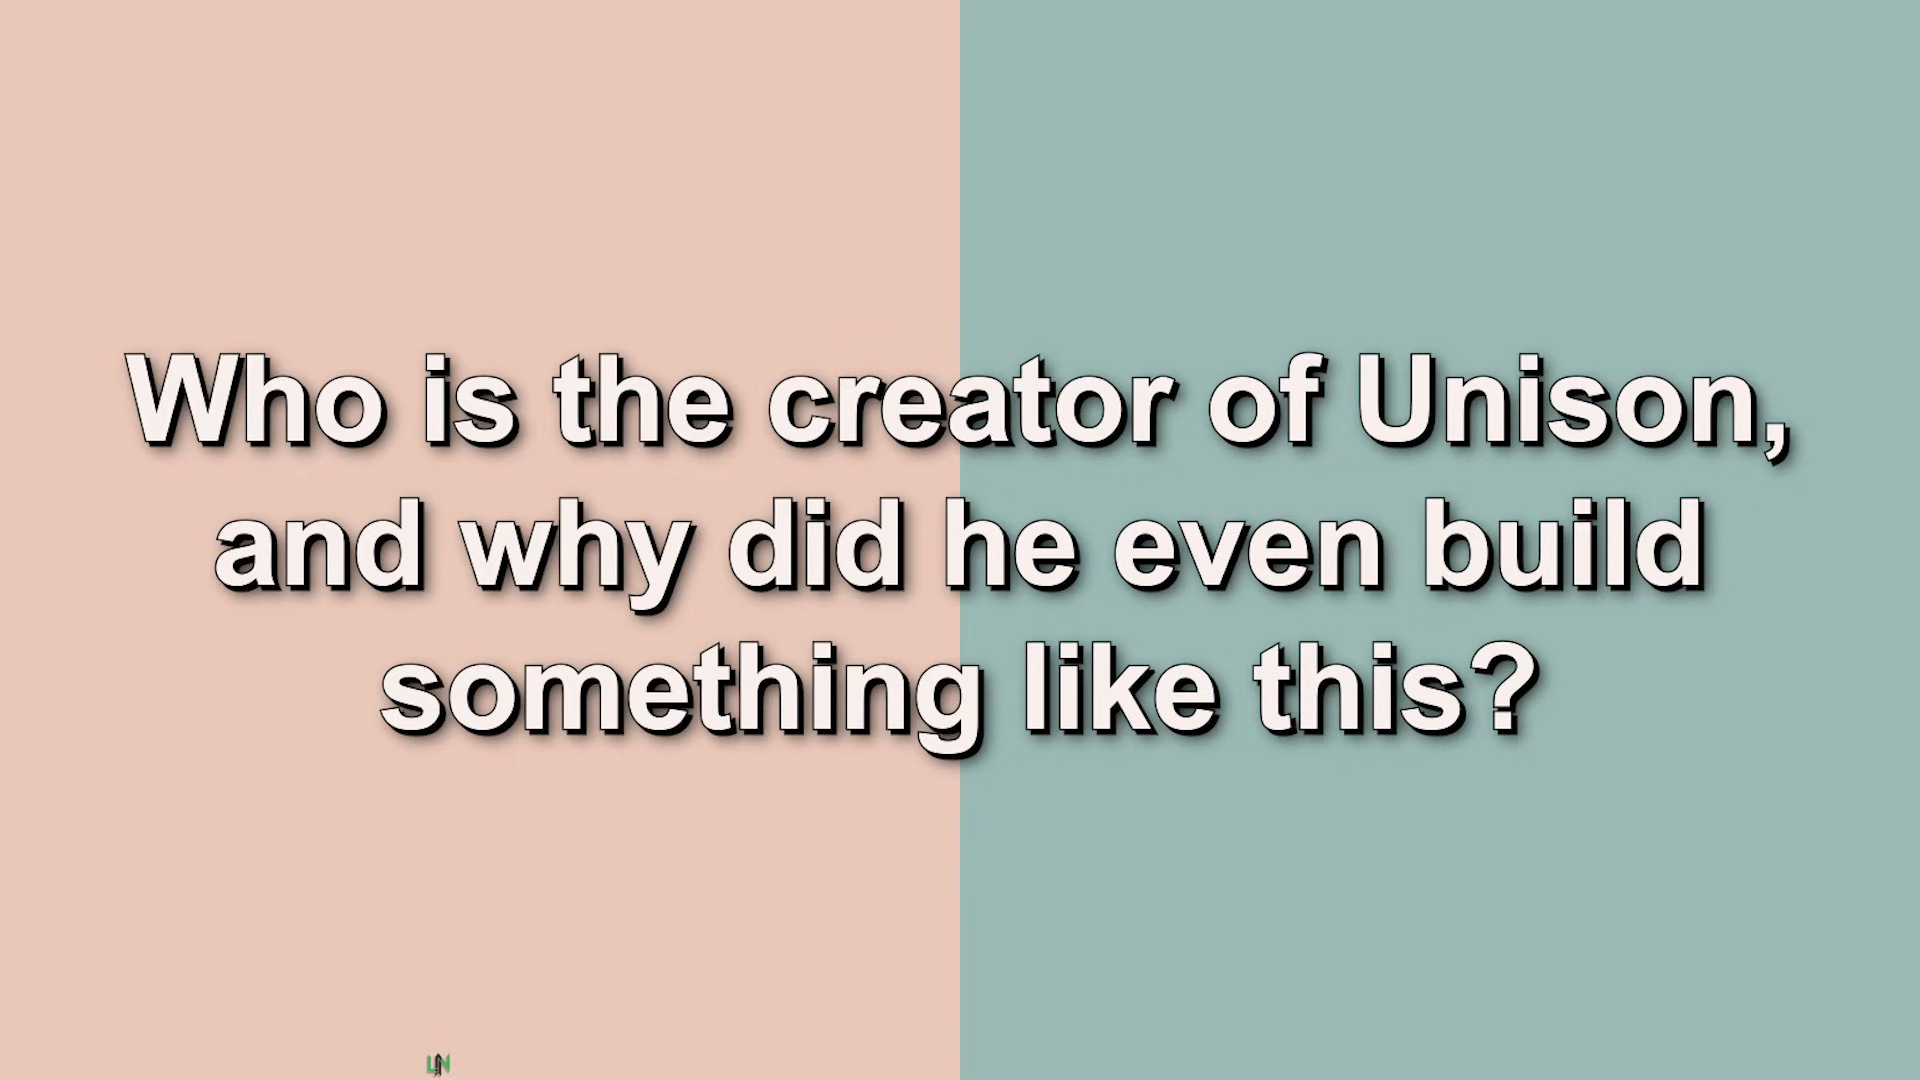 Who is the creator of Unison,
and why did he even build
something like this?